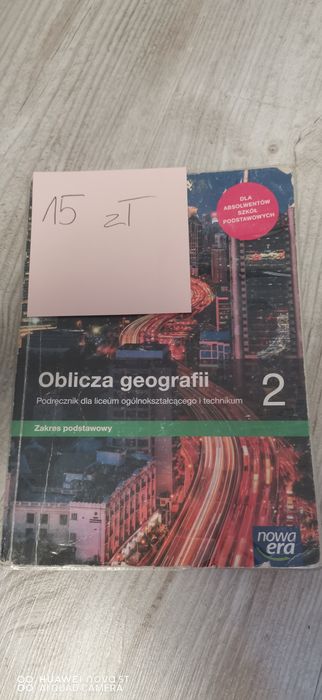 15 zł
DLA
ABSOLWENTÓW
SZKÓŁ
PODSTAWOWYCH
Oblicza geografii 2
Podręcznik dla liceum ogólnokształcącego i technikum
Zakres podstawowy
nowa
era
HUAWEI nova 5T
AI QUAD CAMERA